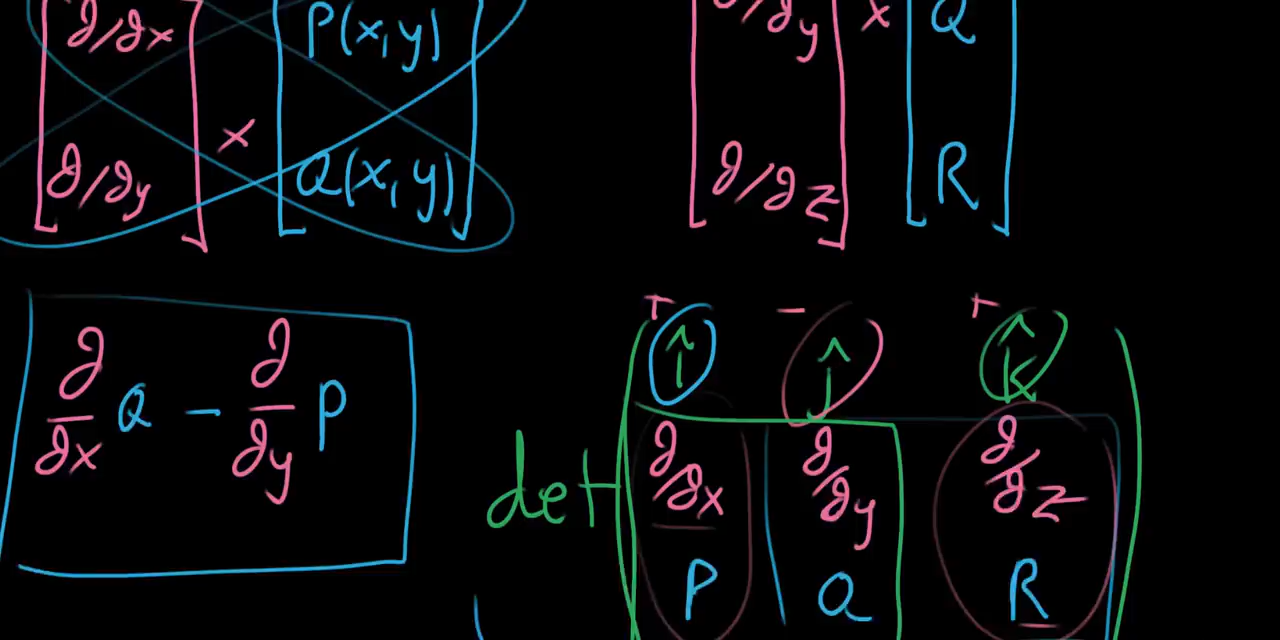 ∂/∂x P(x,y)
∂/∂y × Q(x,y)
∂/∂y × Q
∂/∂z R
∂/∂x Q − ∂/∂y P
+ − +
î ĵ k̂
det ∂/∂x ∂/∂y ∂/∂z
P Q R